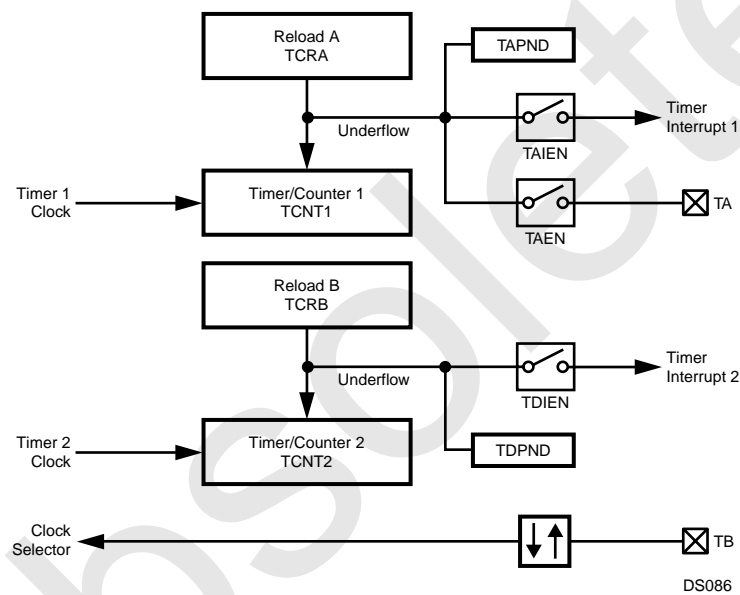 Reload A
TCRA
TAPND
Underflow
TAIEN
Timer
Interrupt 1
Timer 1
Clock
Timer/Counter 1
TCNT1
TAEN
TA
Reload B
TCRB
Underflow
TDIEN
Timer
Interrupt 2
Timer 2
Clock
Timer/Counter 2
TCNT2
TDPND
Clock
Selector
TB
DS086
obsolete